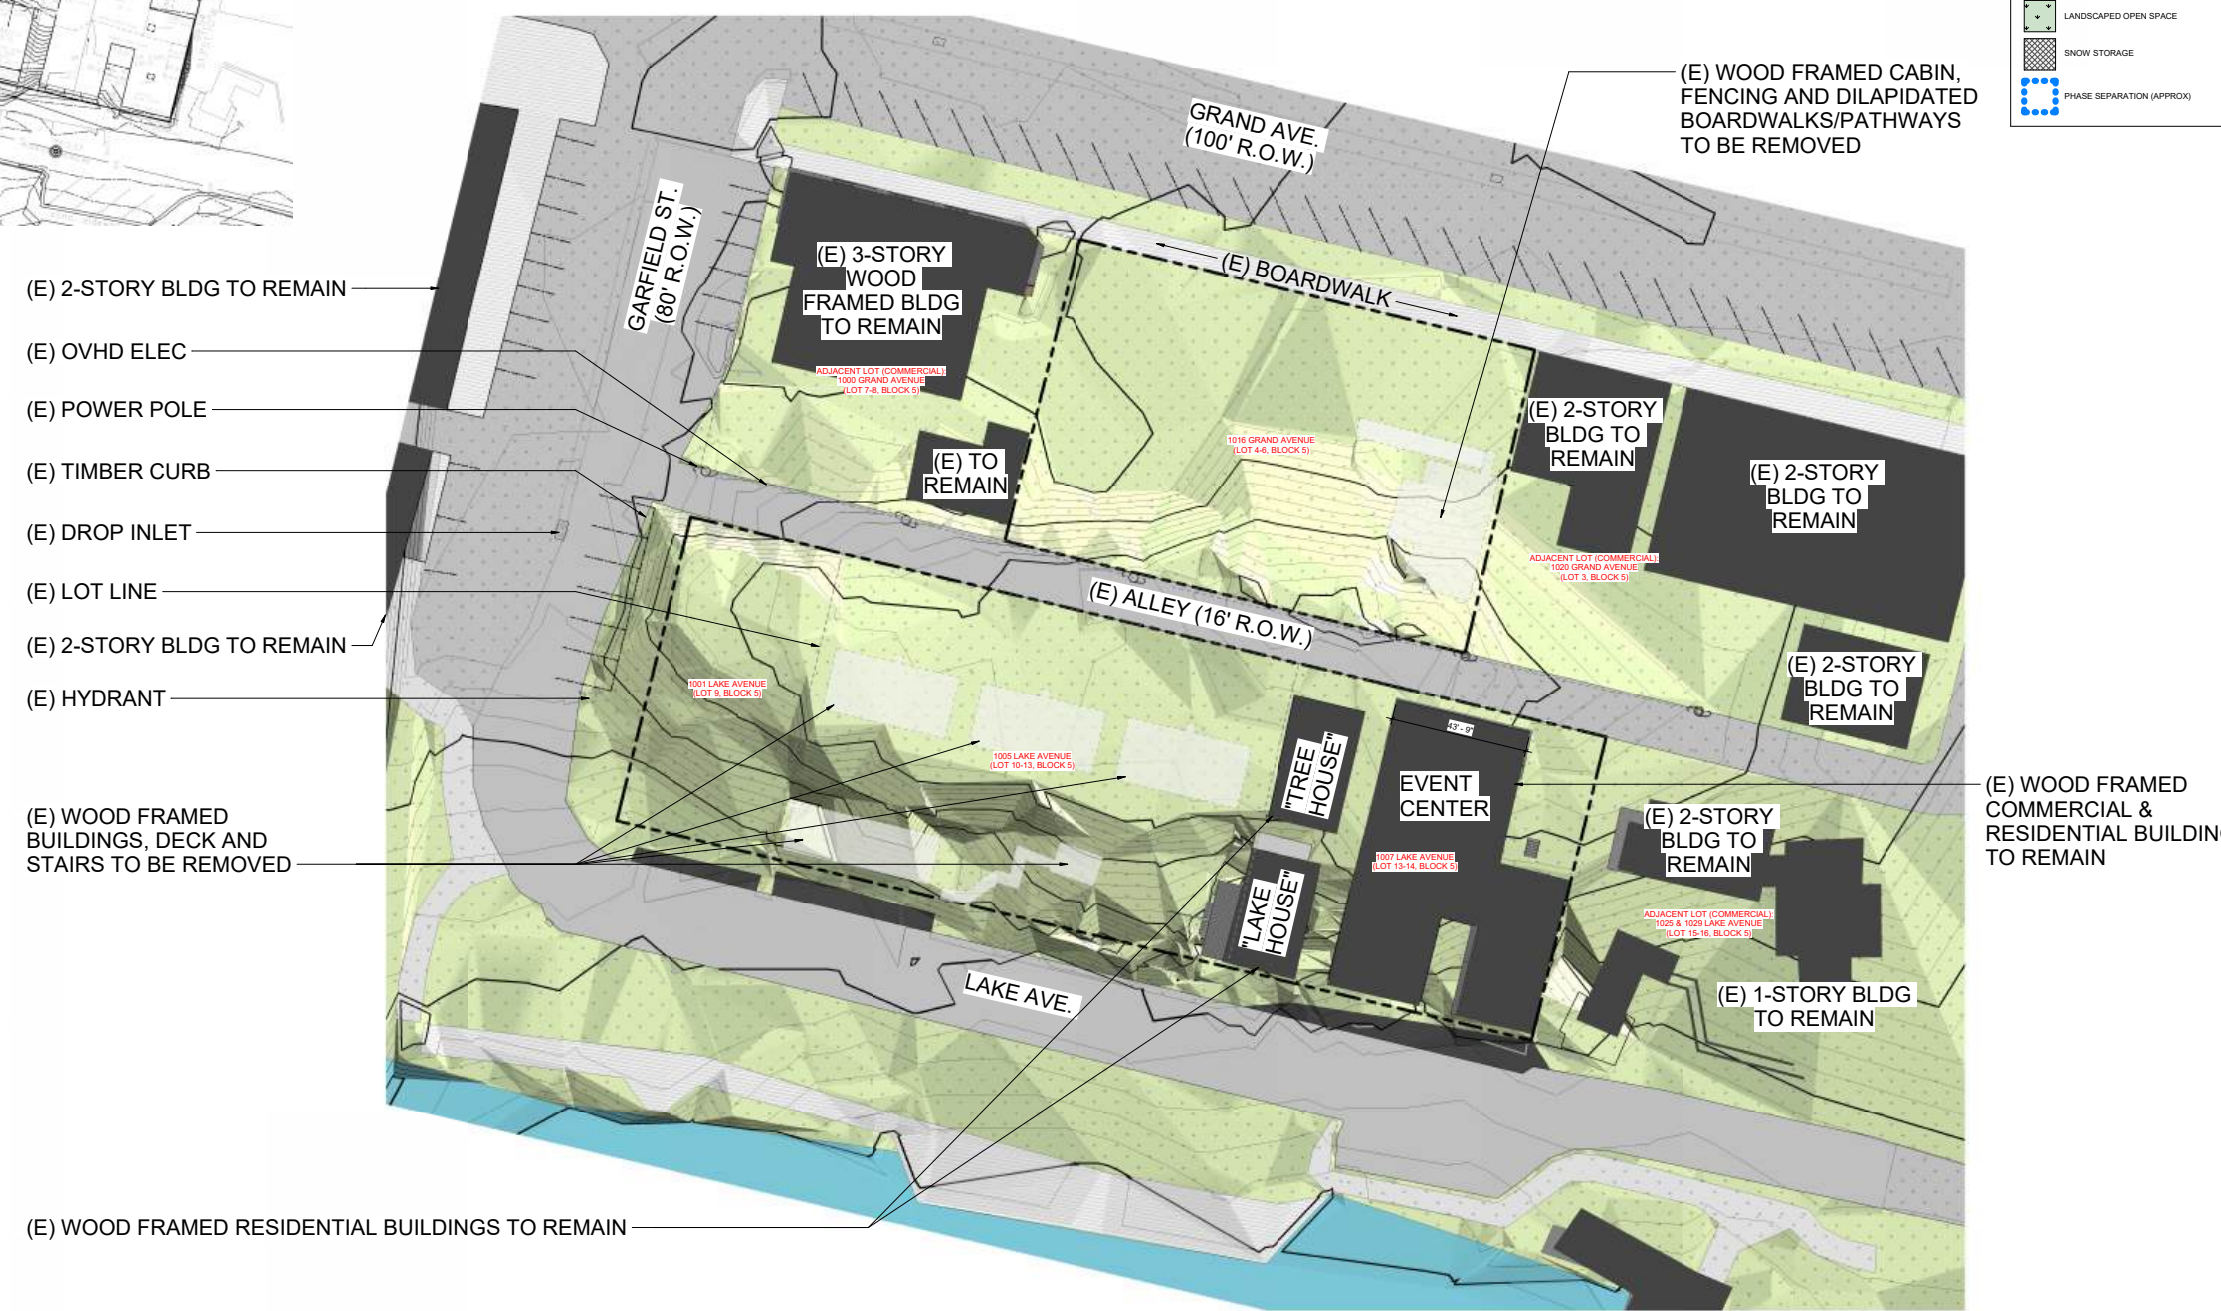 LANDSCAPED OPEN SPACE
SNOW STORAGE
PHASE SEPARATION (APPROX)
(E) WOOD FRAMED CABIN,
FENCING AND DILAPIDATED
BOARDWALKS/PATHWAYS
TO BE REMOVED
GRAND AVE.
(100' R.O.W.)
GARFIELD ST.
(80' R.O.W.)
(E) 3-STORY
WOOD
FRAMED BLDG
TO REMAIN
(E) BOARDWALK
(E) 2-STORY BLDG TO REMAIN
(E) OVHD ELEC
(E) POWER POLE
(E) TIMBER CURB
(E) DROP INLET
(E) LOT LINE
(E) 2-STORY BLDG TO REMAIN
(E) HYDRANT
(E) WOOD FRAMED
BUILDINGS, DECK AND
STAIRS TO BE REMOVED
ADJACENT LOT (COMMERCIAL):
1000 GRAND AVENUE
(LOT 7-8, BLOCK 5)
(E) TO
REMAIN
1016 GRAND AVENUE
(LOT 4-6, BLOCK 5)
(E) 2-STORY
BLDG TO
REMAIN
(E) 2-STORY
BLDG TO
REMAIN
ADJACENT LOT (COMMERCIAL):
1020 GRAND AVENUE
(LOT 3, BLOCK 5)
(E) ALLEY (16' R.O.W.)
(E) 2-STORY
BLDG TO
REMAIN
1001 LAKE AVENUE
(LOT 9, BLOCK 5)
1005 LAKE AVENUE
(LOT 10-13, BLOCK 5)
"TREE
HOUSE"
43' - 9"
EVENT
CENTER
(E) WOOD FRAMED
COMMERCIAL &
RESIDENTIAL BUILDING
TO REMAIN
(E) 2-STORY
BLDG TO
REMAIN
1007 LAKE AVENUE
(LOT 13-14, BLOCK 5)
"LAKE
HOUSE"
ADJACENT LOT (COMMERCIAL):
1025 & 1029 LAKE AVENUE
(LOT 15-16, BLOCK 5)
(E) 1-STORY BLDG
TO REMAIN
LAKE AVE.
(E) WOOD FRAMED RESIDENTIAL BUILDINGS TO REMAIN